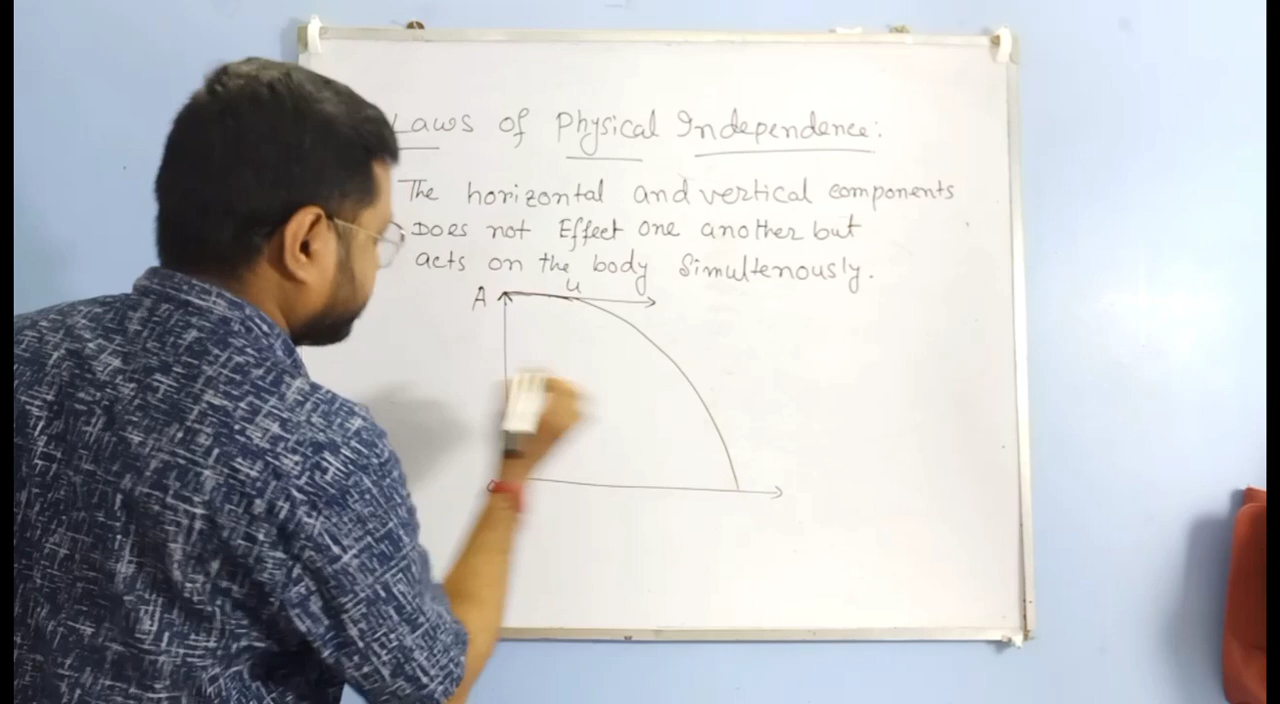 Laws of Physical Independence:
The horizontal and vertical components
Does not Effect one another but
acts on the body Simultenously.
u
A